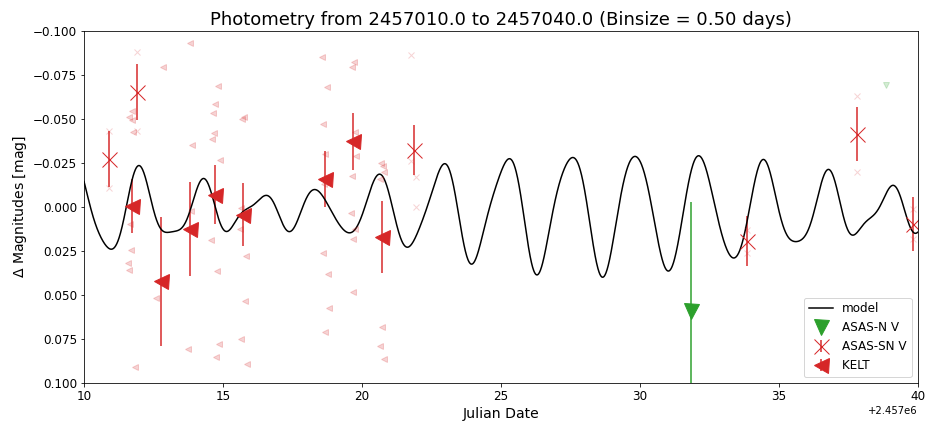 Photometry from 2457010.0 to 2457040.0 (Binsize = 0.50 days)
Δ Magnitudes [mag]
−0.100
−0.075
−0.050
−0.025
0.000
0.025
0.050
0.075
0.100
model
ASAS-N V
ASAS-SN V
KELT
10 15 20 25 30 35 40
Julian Date
+2.457e6